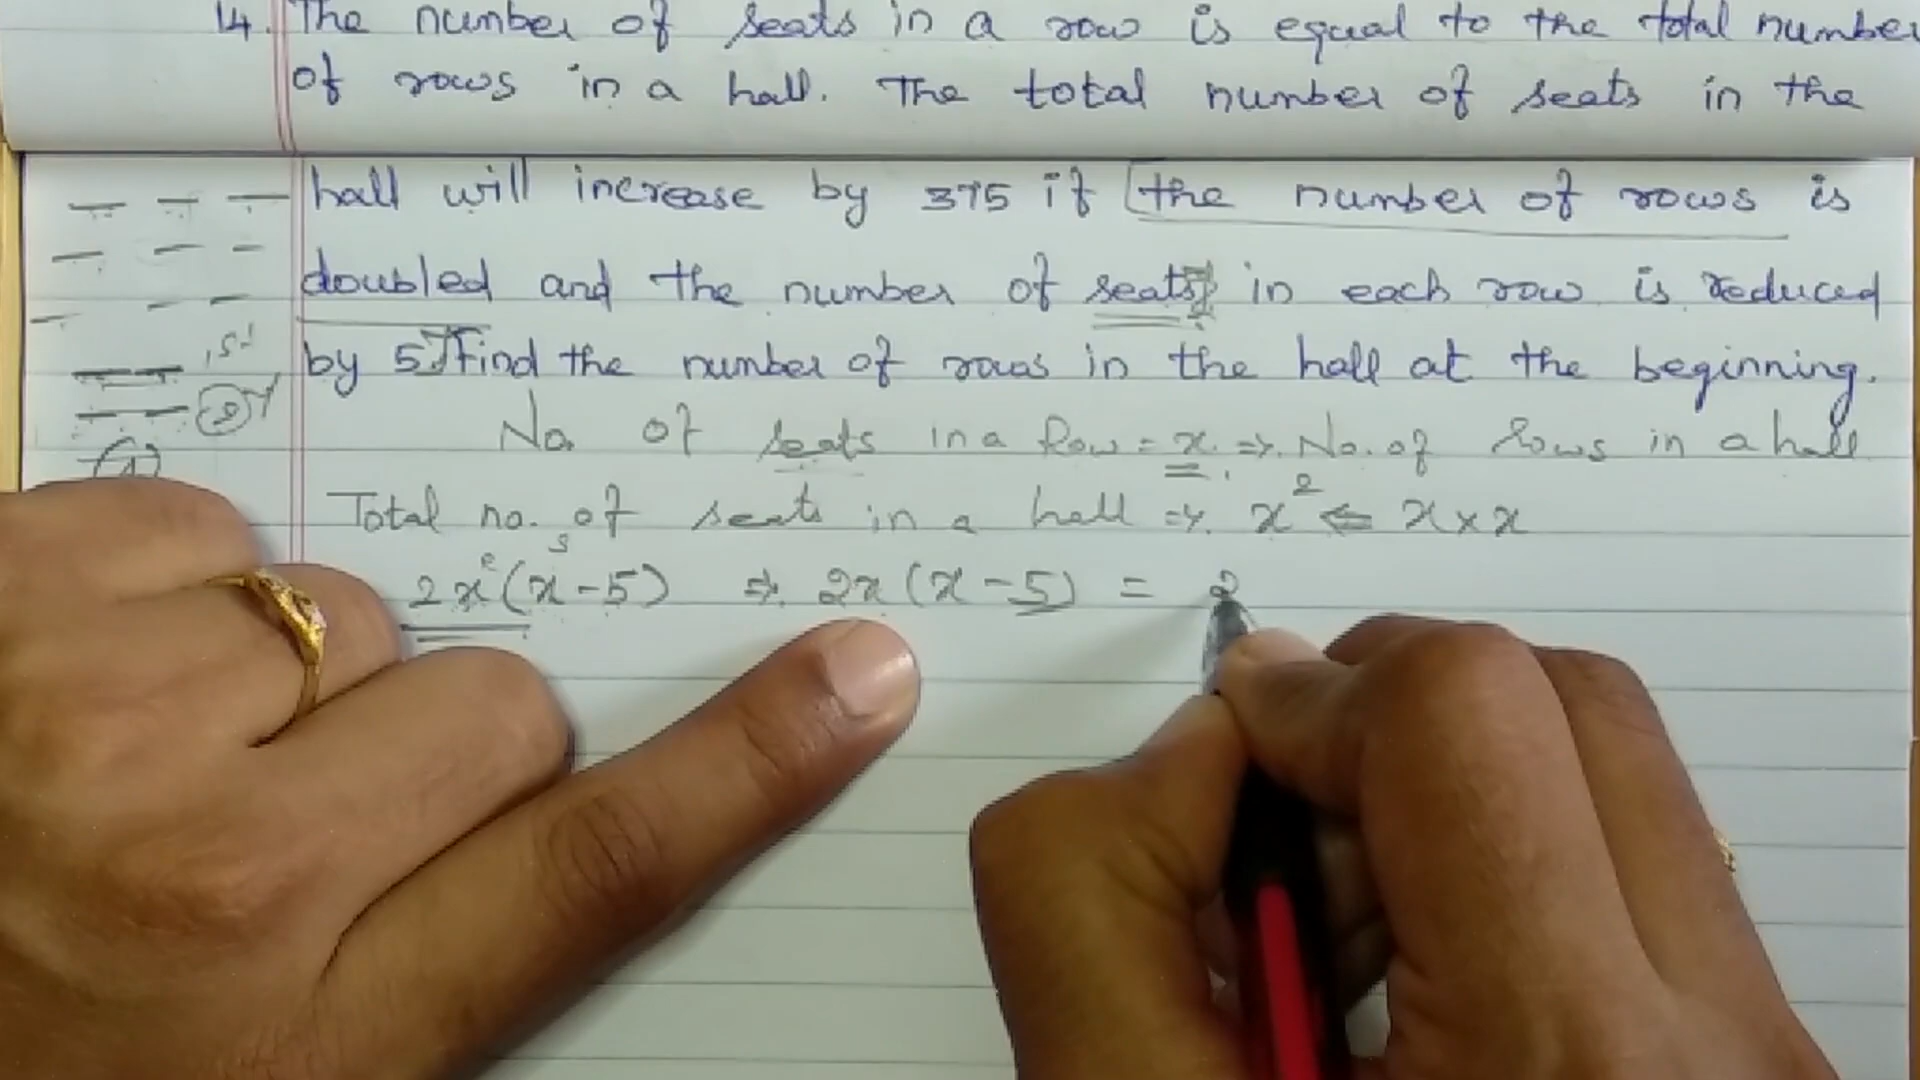 14. The number of seats in a row is equal to the total number
of rows in a hall. The total number of seats in the
hall will increase by 375 if [the number of rows is
doubled and the number of seats in each row is reduced
by 5] Find the number of rows in the hall at the beginning.
No. of seats in a Row = x. ⇒ No. of Rows in a hall
Total no. of seats in a hall ⇒ x² ⇐ x × x
2x (x - 5) ⇒ 2x (x - 5) = 2